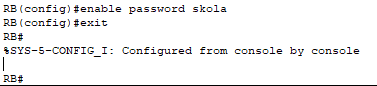 RB(config)#enable password skola
RB(config)#exit
RB#
%SYS-5-CONFIG_I: Configured from console by console
RB#